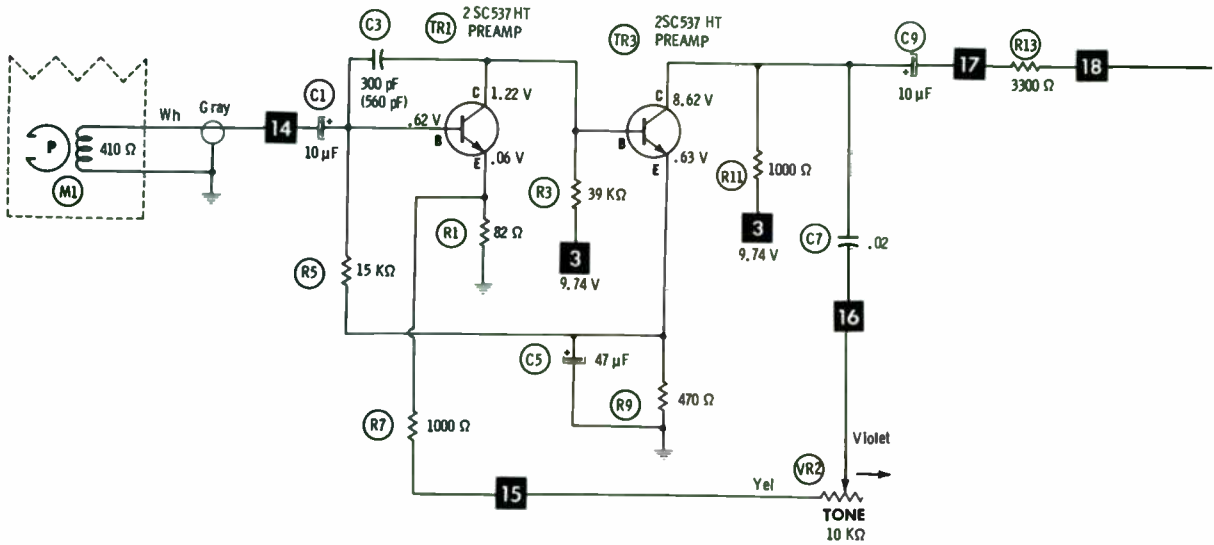 2 SC537 HT
PREAMP
TR1
C3
300 pF
(560 pF)
2SC537 HT
PREAMP
TR3
C9
10 µF
17
R13
3300 Ω
18
Wh
Gray
14
C1
10 µF
P
410 Ω
M1
C 1.22 V
.62 V
B
E
.06 V
C
8.62 V
B
.63 V
E
R3
39 KΩ
3
9.74 V
R11
1000 Ω
3
9.74 V
C7
.02
16
R1
82 Ω
R5
15 KΩ
C5
47 µF
R9
470 Ω
R7
1000 Ω
Violet
VR2
15
Yel
TONE
10 KΩ